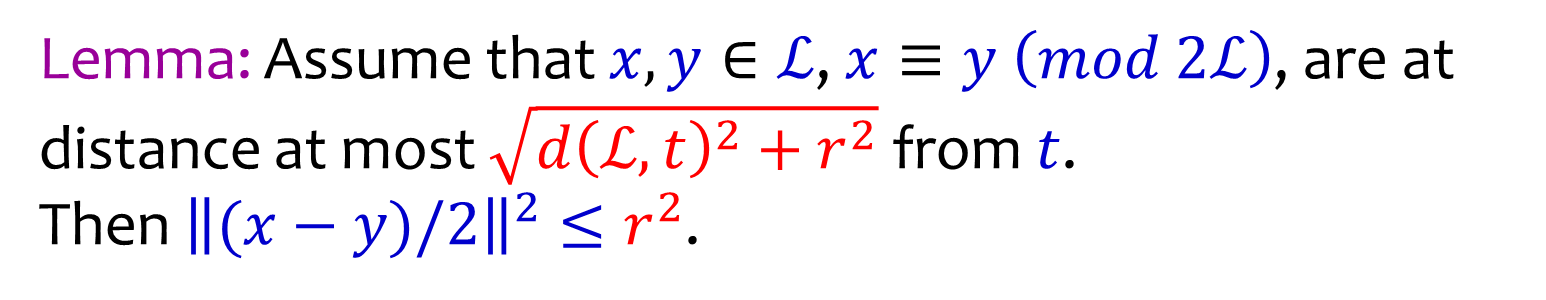 Lemma: Assume that x, y ∈ ℒ, x ≡ y (mod 2ℒ), are at
distance at most √(d(ℒ, t)² + r²) from t.
Then ‖(x − y)/2‖² ≤ r².